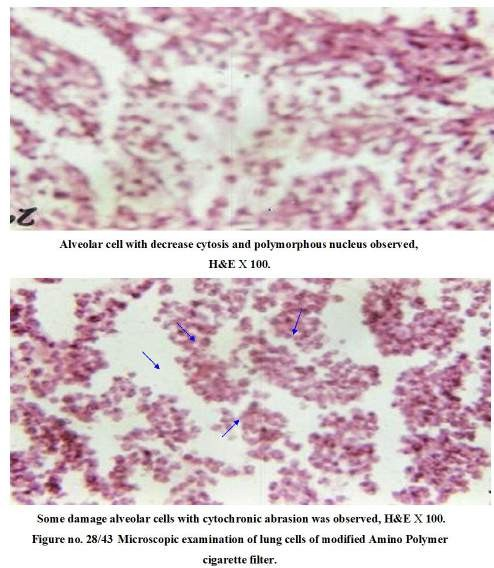 Alveolar cell with decrease cytosis and polymorphous nucleus observed,
H&E X 100.
Some damage alveolar cells with cytochronic abrasion was observed, H&E X 100.
Figure no. 28/43 Microscopic examination of lung cells of modified Amino Polymer
cigarette filter.